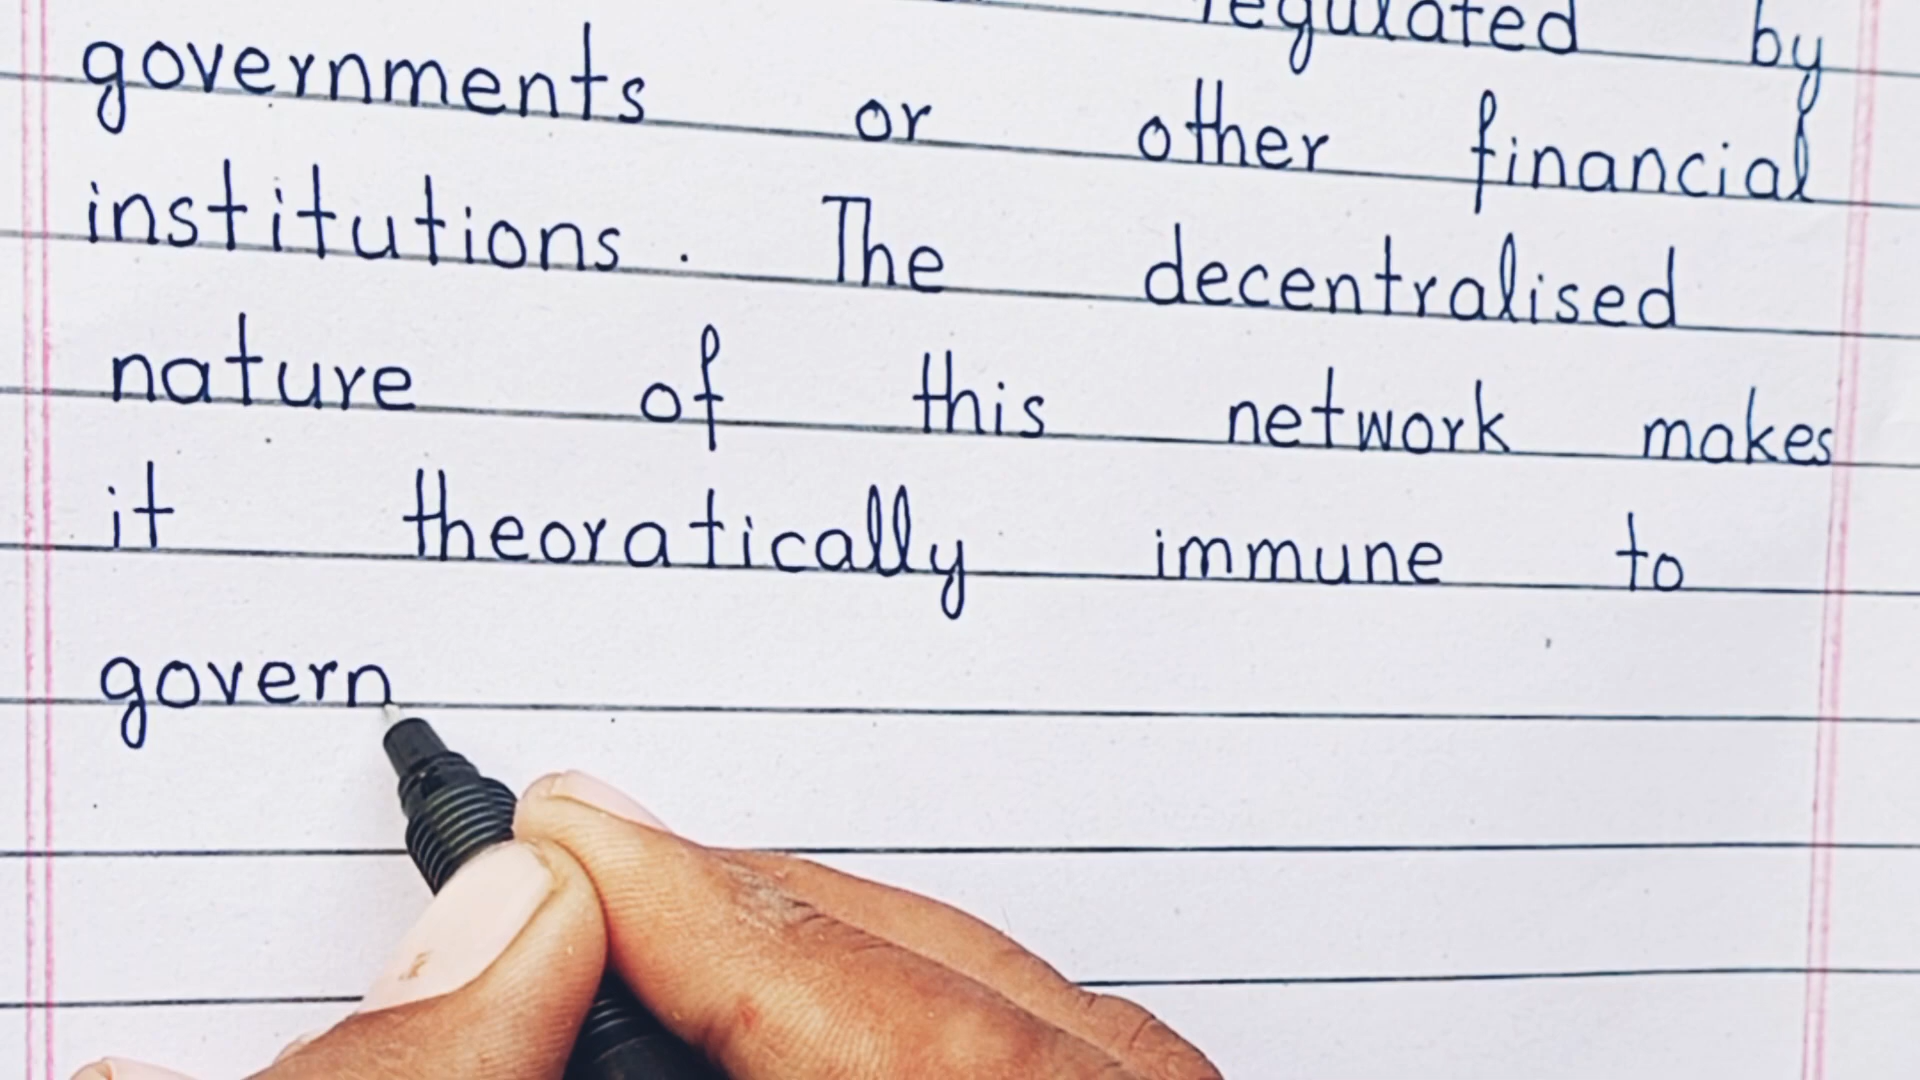 regulated by
governments or other financial
institutions. The decentralised
nature of this network makes
it theoratically immune to
govern